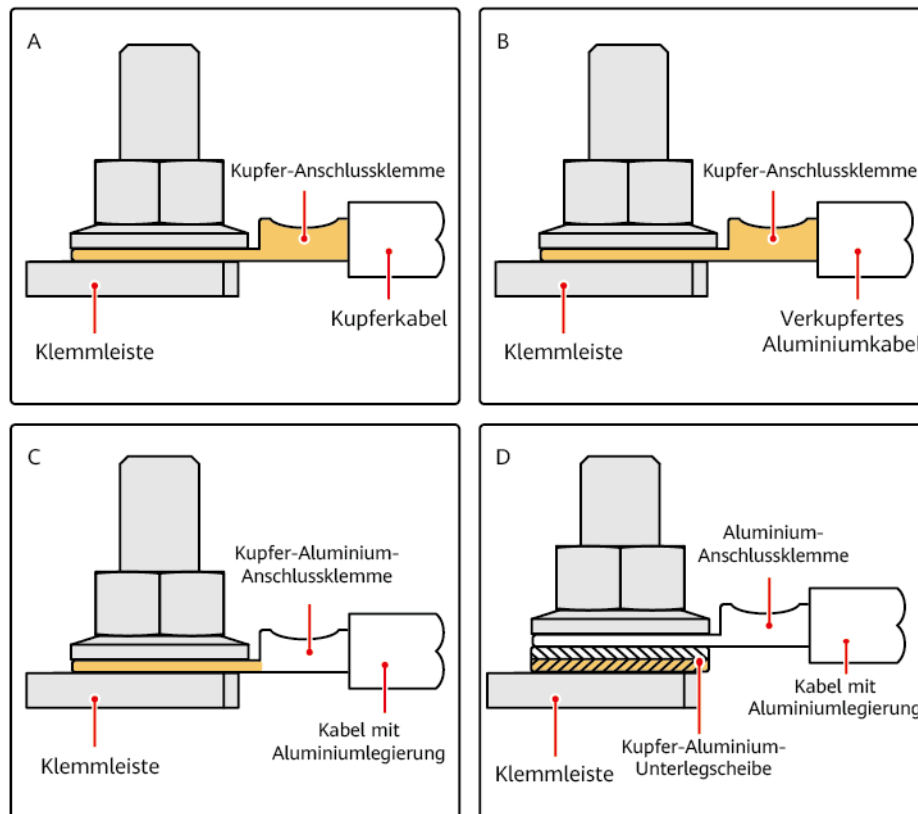 A
Kupfer-Anschlussklemme
Kupferkabel
Klemmleiste
B
Kupfer-Anschlussklemme
Verkupfertes
Aluminiumkabel
Klemmleiste
C
Kupfer-Aluminium-
Anschlussklemme
Kabel mit
Aluminiumlegierung
Klemmleiste
D
Aluminium-
Anschlussklemme
Kabel mit
Aluminiumlegierung
Kupfer-Aluminium-
Unterlegscheibe
Klemmleiste